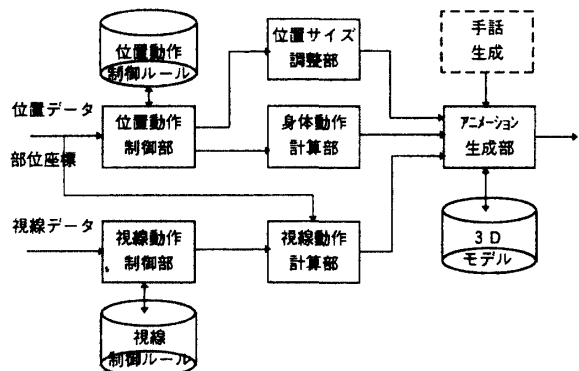 位置動作
制御ルール
位置サイズ
調整部
手話
生成
位置データ
部位座標
位置動作
制御部
身体動作
計算部
アニメーション
生成部
視線データ
視線動作
制御部
視線動作
計算部
3D
モデル
視線
制御ルール